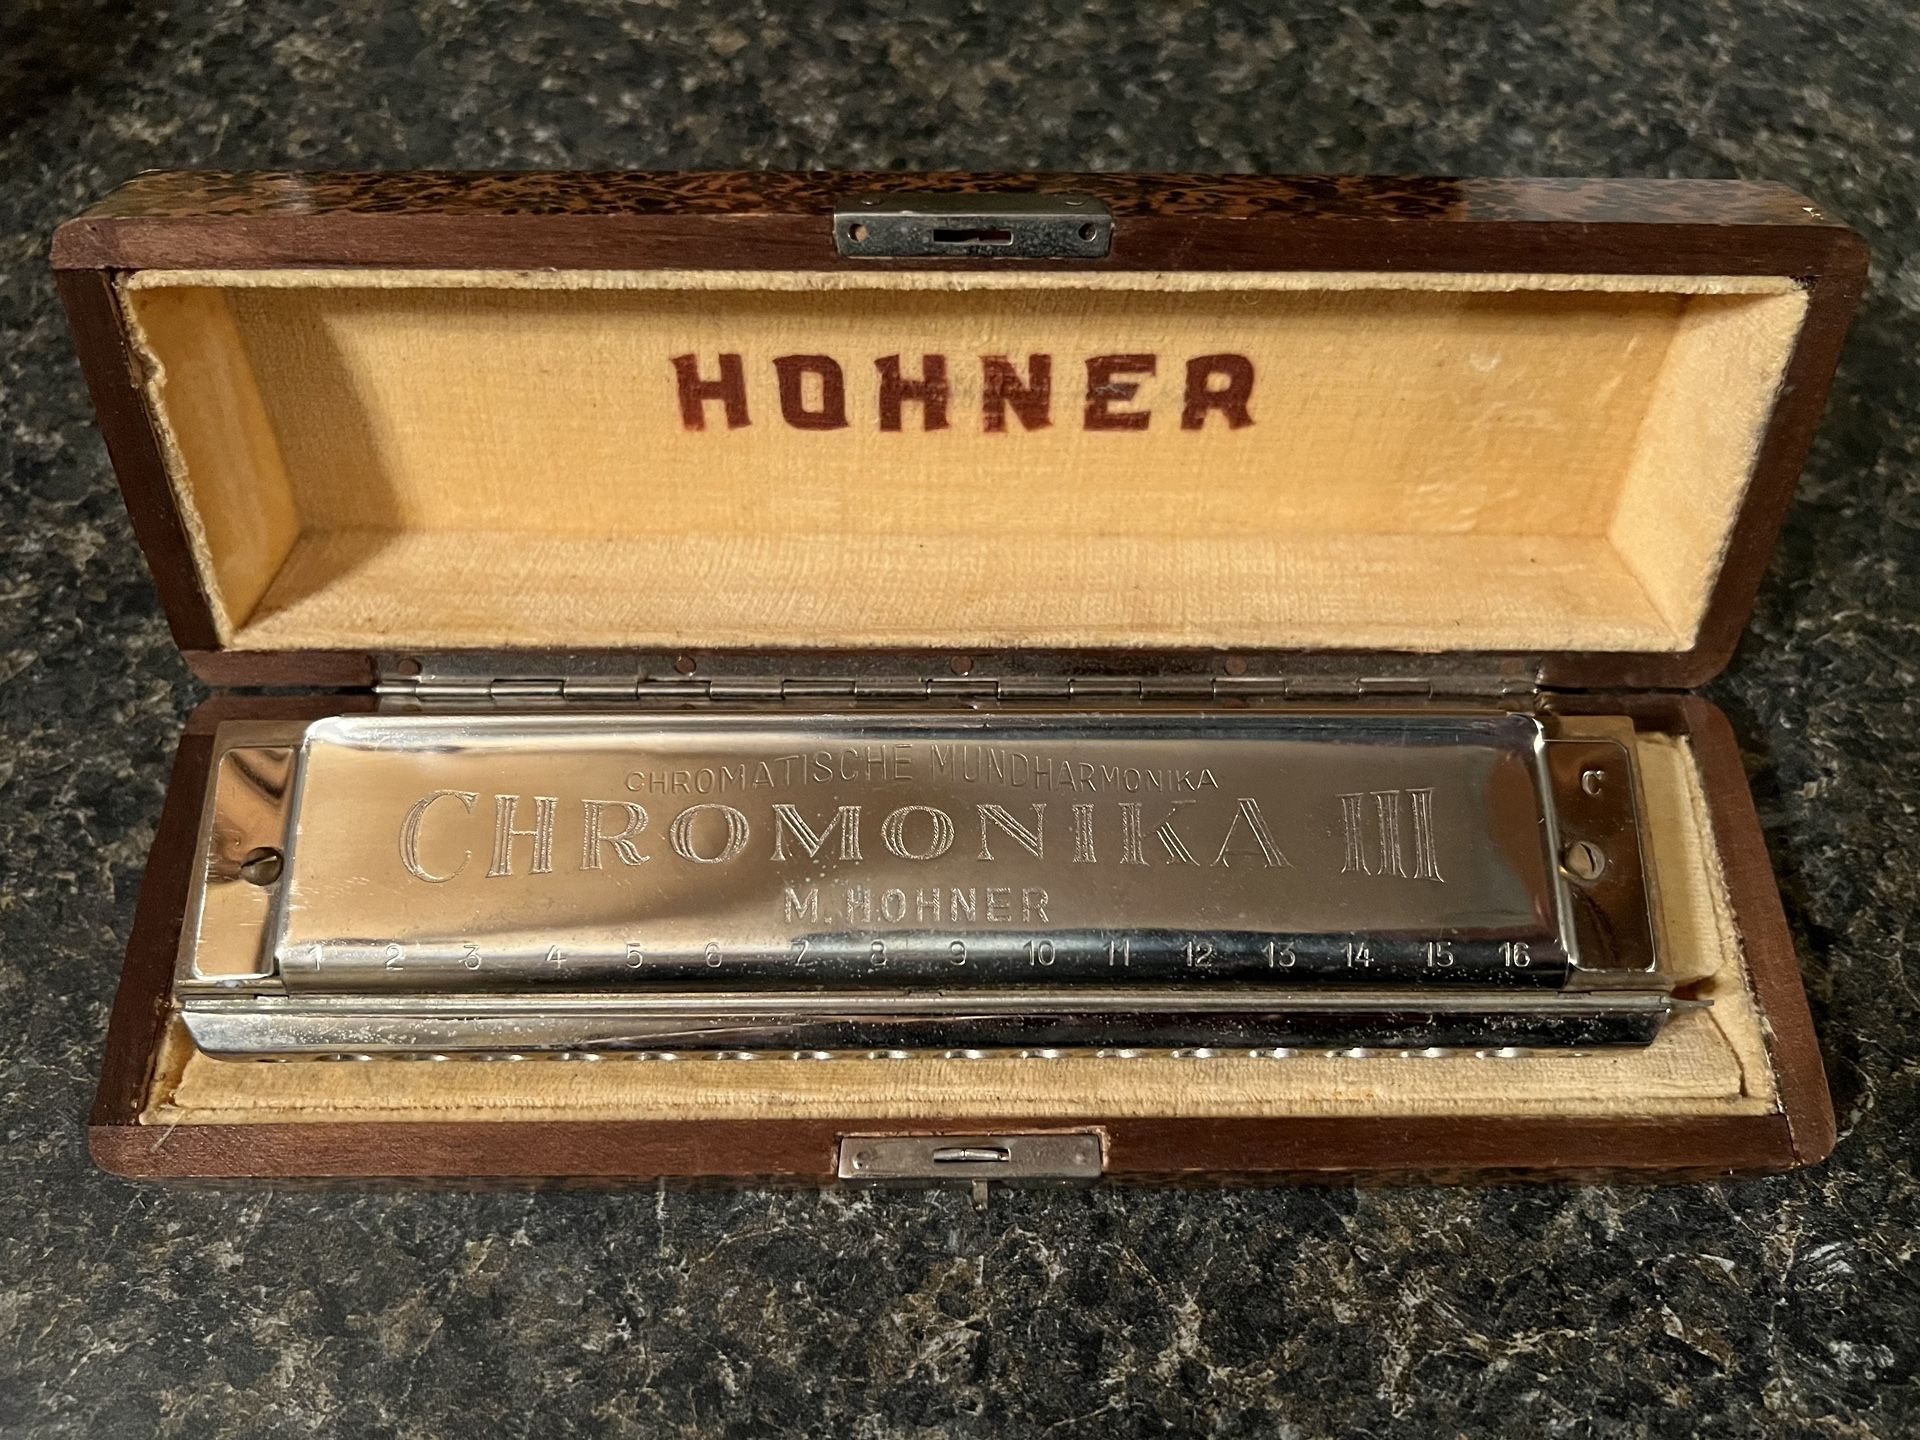 HOHNER
CHROMATISCHE MUNDHARMONIKA
C
CHROMONIKA III
M. HOHNER
1 2 3 4 5 6 7 8 9 10 11 12 13 14 15 16